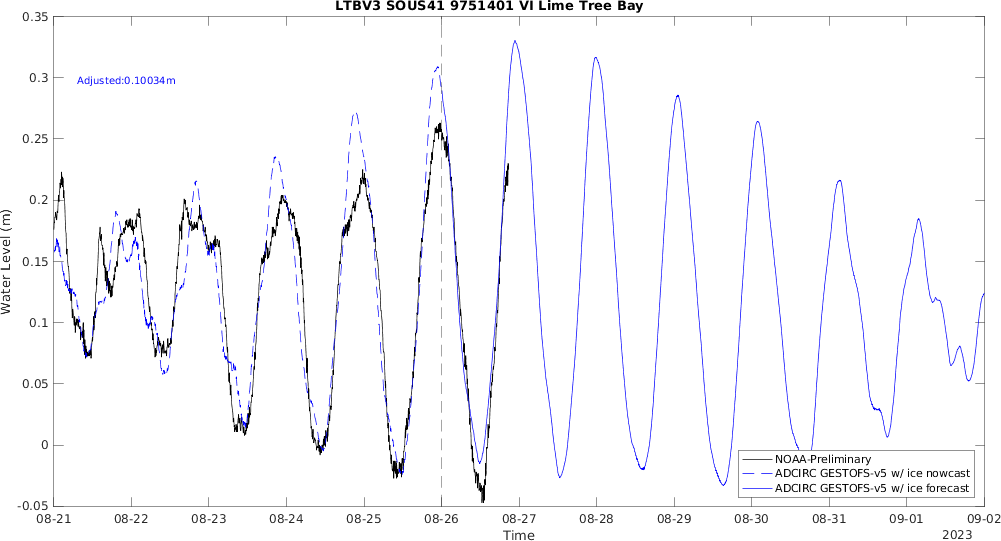 LTBV3 SOUS41 9751401 VI Lime Tree Bay
0.35
0.3
0.25
0.2
0.15
0.1
0.05
0
-0.05
Water Level (m)
Adjusted:0.10034m
NOAA-Preliminary
ADCIRC GESTOFS-v5 w/ ice nowcast
ADCIRC GESTOFS-v5 w/ ice forecast
08-21 08-22 08-23 08-24 08-25 08-26 08-27 08-28 08-29 08-30 08-31 09-01 09-02
Time
2023